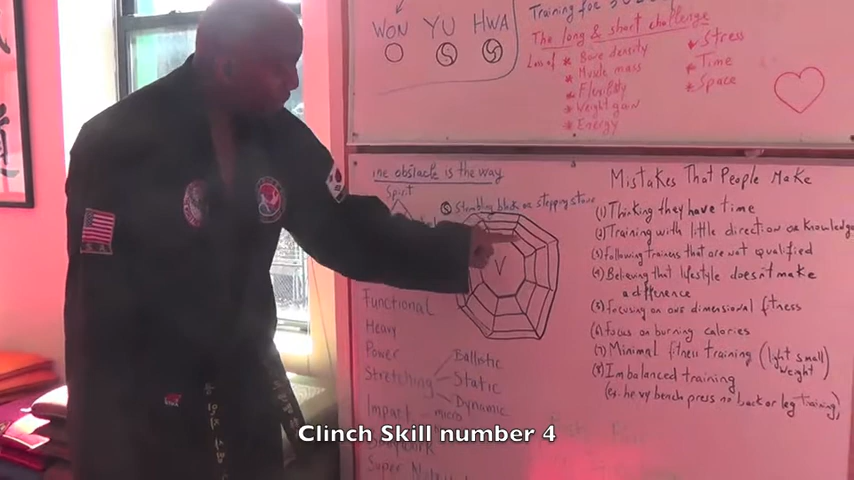 WON YU HWA
Training for
The long & short challenge
Loss of * Bone density
* Muscle mass
* Flexibility
* Weight gain
* Energy
Stress
* Time
* Space
The obstacle is the way
Spirit
Stumbling block or stepping stone
V
Functional
Heavy
Power
Stretching
Ballistic
Static
Dynamic
Impact
micro
Mistakes That People Make
(1) Thinking they have time
(2) Training with little direction or knowledge
(3) Following trainers that are not qualified
(4) Believing that lifestyle doesn't make
a difference
(5) focusing on one dimensional fitness
(6) Focus on burning calories
(7) Minimal fitness training (light small weight)
(8) Imbalanced training
(ex. heavy bench press no back or leg training)
USA
Clinch Skill number 4